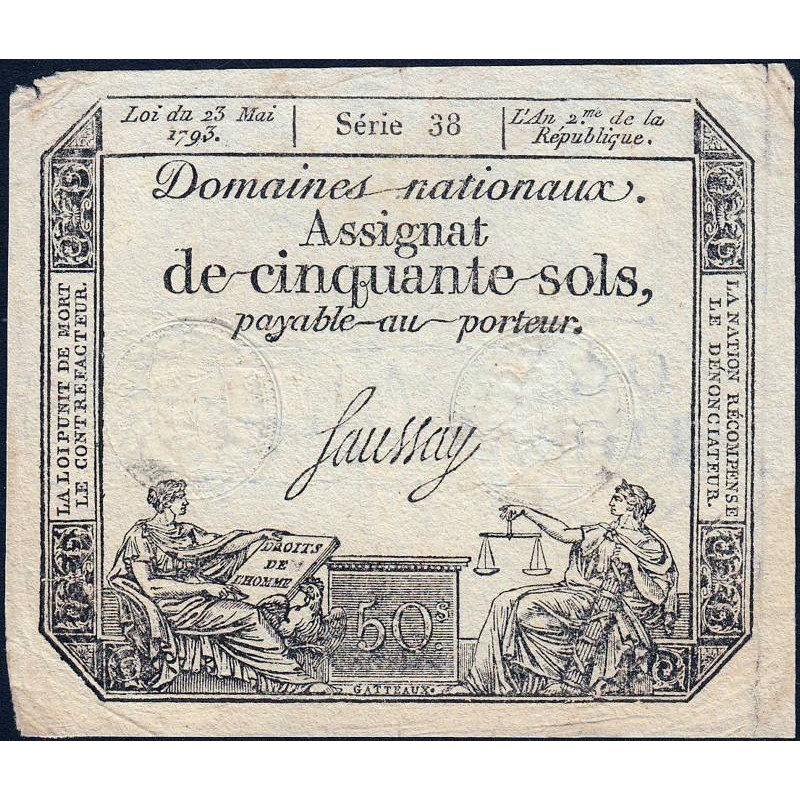 Loi du 23 Mai
1793.
Série 38
L'An 2.me de la
République.
Domaines nationaux.
Assignat
de cinquante sols,
payable au porteur.
LA LOI PUNIT DE MORT
LE CONTREFACTEUR.
LA NATION RÉCOMPENSE
LE DÉNONCIATEUR.
Saussay
DROITS
DE
L'HOMME
50.s
GATTEAUX.